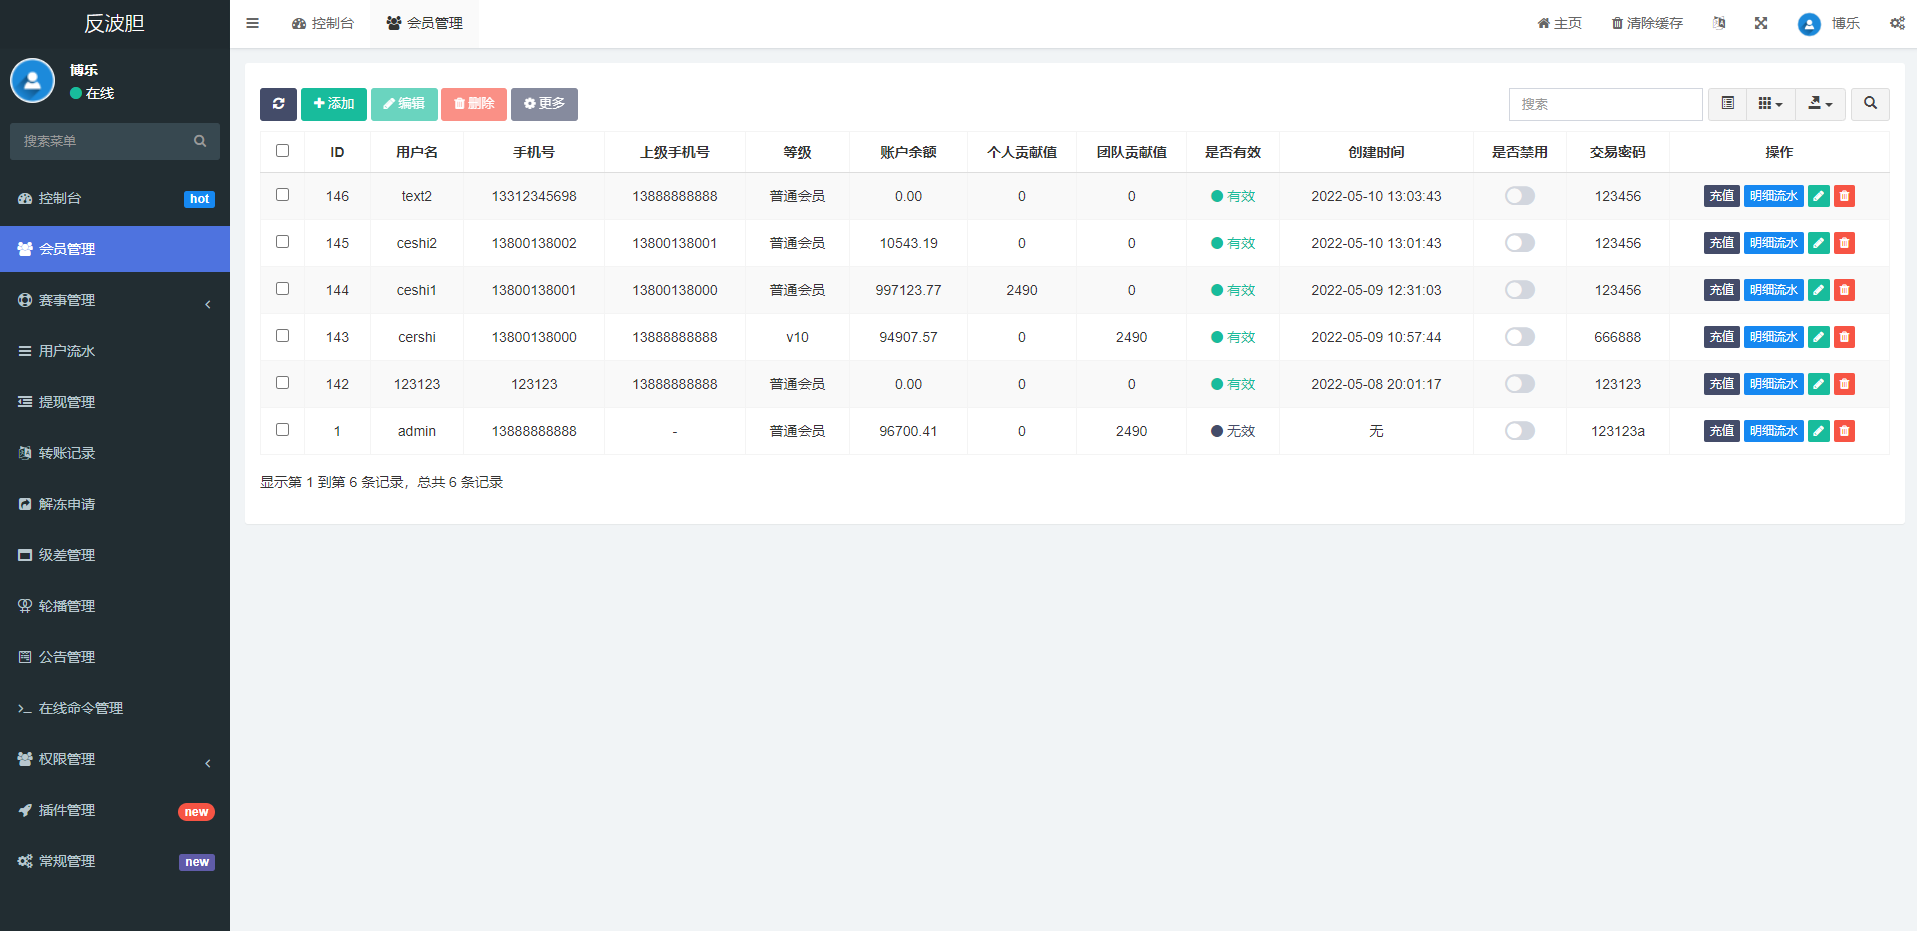 反波胆
博乐
在线
搜索菜单
控制台 hot
会员管理
赛事管理
用户流水
提现管理
转账记录
解冻申请
级差管理
轮播管理
公告管理
在线命令管理
权限管理
插件管理 new
常规管理 new
控制台 会员管理 主页 清除缓存 博乐
添加 编辑 删除 更多 搜索
ID 用户名 手机号 上级手机号 等级 账户余额 个人贡献值 团队贡献值 是否有效 创建时间 是否禁用 交易密码 操作
146 text2 13312345698 13888888888 普通会员 0.00 0 0 有效 2022-05-10 13:03:43 123456 充值 明细流水
145 ceshi2 13800138002 13800138001 普通会员 10543.19 0 0 有效 2022-05-10 13:01:43 123456 充值 明细流水
144 ceshi1 13800138001 13800138000 普通会员 997123.77 2490 0 有效 2022-05-09 12:31:03 123456 充值 明细流水
143 cershi 13800138000 13888888888 v10 94907.57 0 2490 有效 2022-05-09 10:57:44 666888 充值 明细流水
142 123123 123123 13888888888 普通会员 0.00 0 0 有效 2022-05-08 20:01:17 123123 充值 明细流水
1 admin 13888888888 - 普通会员 96700.41 0 2490 无效 无 123123a 充值 明细流水
显示第 1 到第 6 条记录，总共 6 条记录